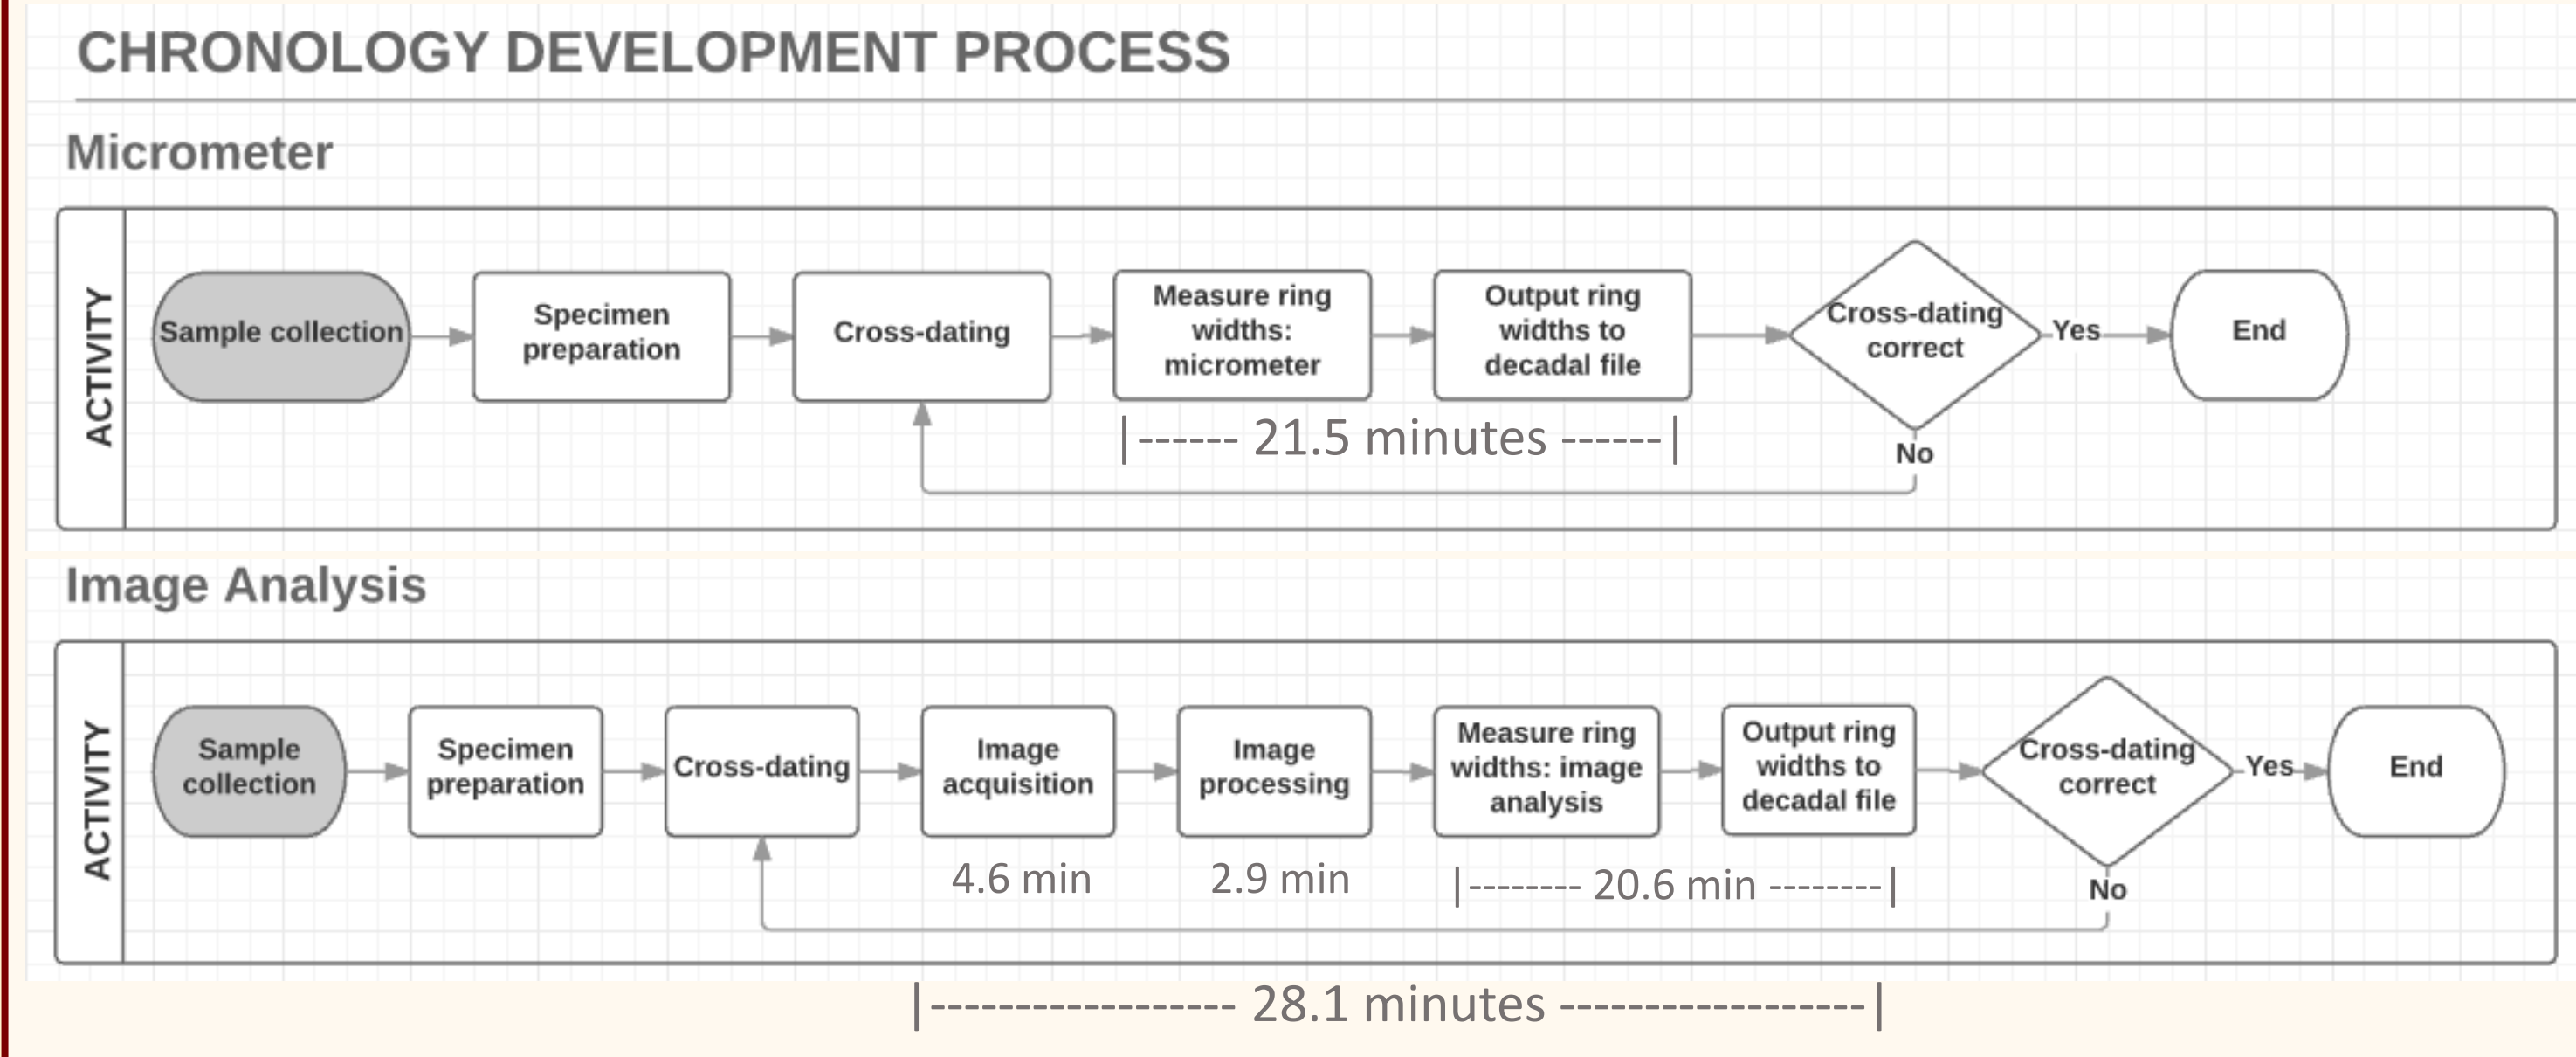 CHRONOLOGY DEVELOPMENT PROCESS
Micrometer
ACTIVITY
Sample collection
Specimen
preparation
Cross-dating
Measure ring
widths:
micrometer
Output ring
widths to
decadal file
Cross-dating
correct
Yes
End
No
|------ 21.5 minutes ------|
Image Analysis
ACTIVITY
Sample
collection
Specimen
preparation
Cross-dating
Image
acquisition
Image
processing
Measure ring
widths: image
analysis
Output ring
widths to
decadal file
Cross-dating
correct
Yes
End
No
4.6 min
2.9 min
|-------- 20.6 min --------|
|------------------- 28.1 minutes -------------------|